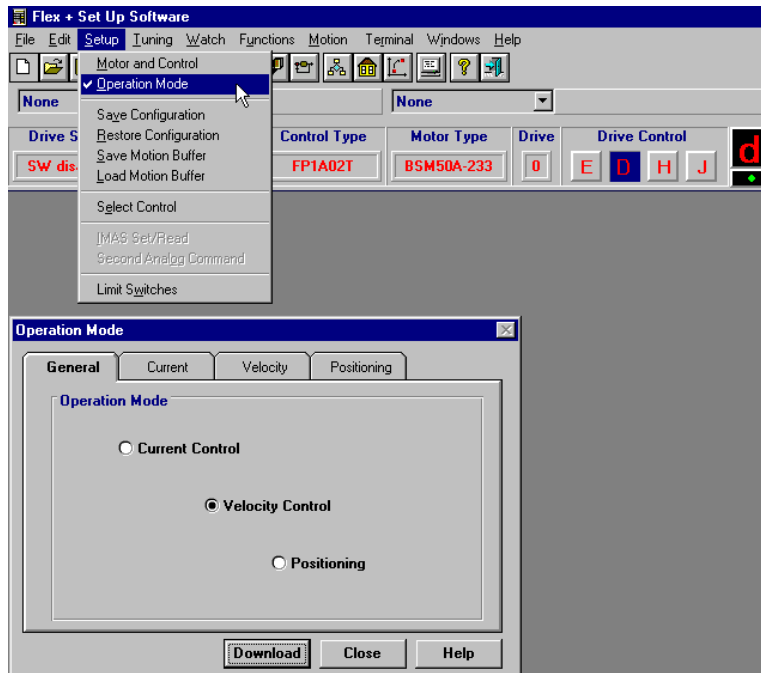 Flex + Set Up Software
File Edit Setup Tuning Watch Functions Motion Terminal Windows Help
Motor and Control
Operation Mode
Save Configuration
Restore Configuration
Save Motion Buffer
Load Motion Buffer
Select Control
IMAS Set/Read
Second Analog Command
Limit Switches
None None
Drive S Control Type Motor Type Drive Drive Control
SW dis. FP1A02T BSM50A-233 0 E D H J d
Operation Mode
General Current Velocity Positioning
Operation Mode
Current Control
Velocity Control
Positioning
Download Close Help